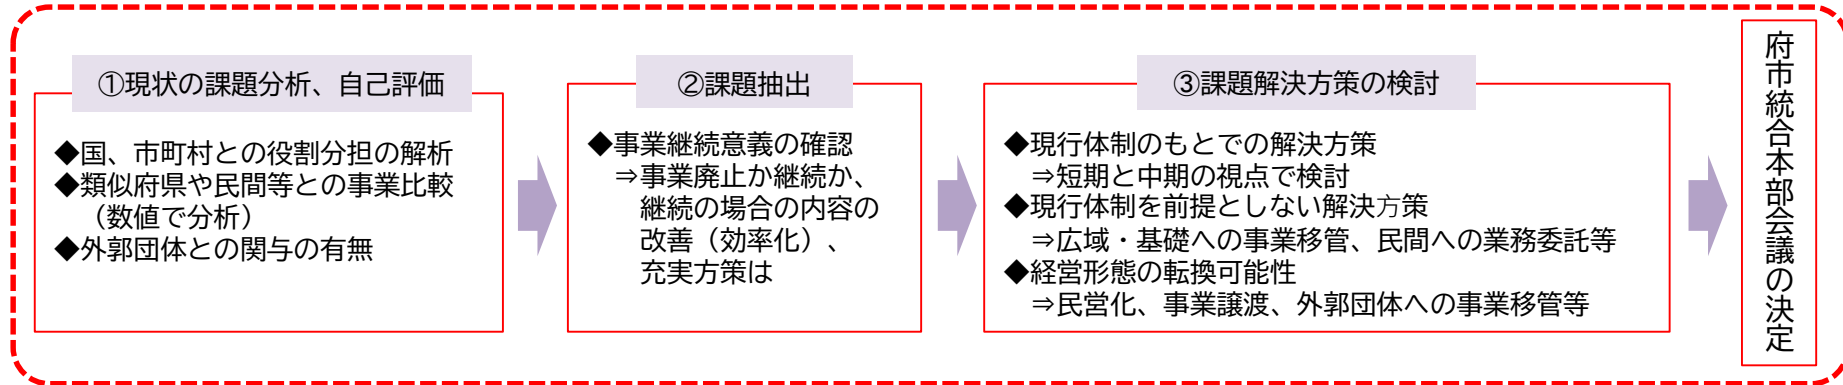 ①現状の課題分析、自己評価
◆国、市町村との役割分担の解析
◆類似府県や民間等との事業比較
（数値で分析）
◆外郭団体との関与の有無
②課題抽出
◆事業継続意義の確認
⇒事業廃止か継続か、
継続の場合の内容の
改善（効率化）、
充実方策は
③課題解決方策の検討
◆現行体制のもとでの解決方策
⇒短期と中期の視点で検討
◆現行体制を前提としない解決方策
⇒広域・基礎への事業移管、民間への業務委託等
◆経営形態の転換可能性
⇒民営化、事業譲渡、外郭団体への事業移管等
府市統合本部会議の決定